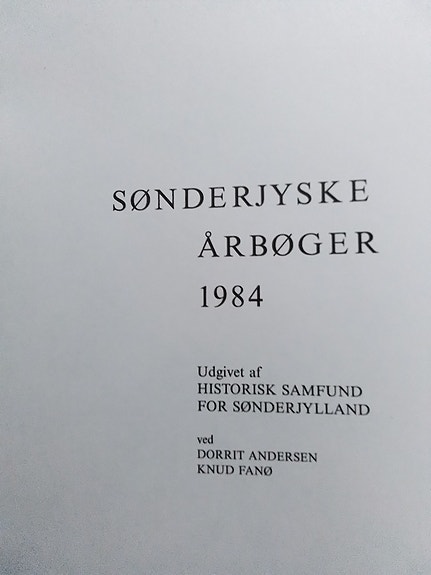 SØNDERJYSKE
ÅRBØGER
1984
Udgivet af
HISTORISK SAMFUND
FOR SØNDERJYLLAND
ved
DORRIT ANDERSEN
KNUD FANØ